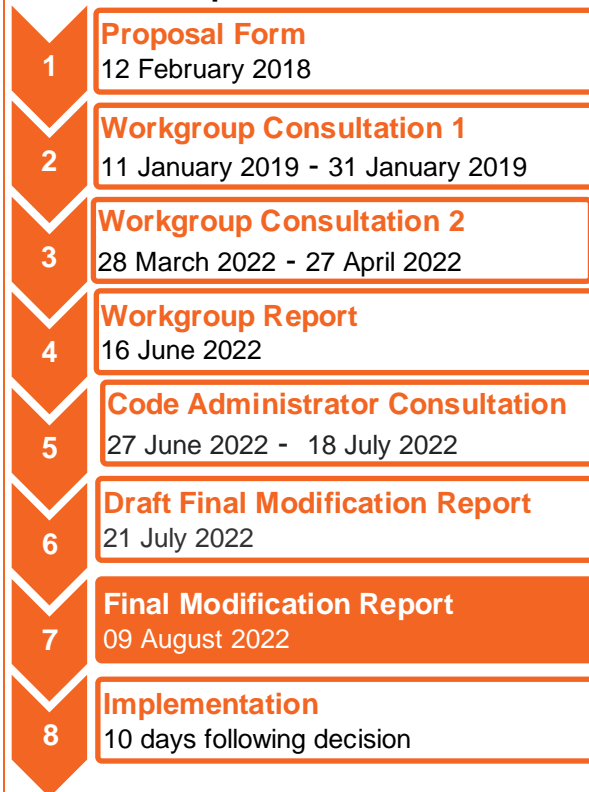 1
Proposal Form
12 February 2018
2
Workgroup Consultation 1
11 January 2019 - 31 January 2019
3
Workgroup Consultation 2
28 March 2022 - 27 April 2022
4
Workgroup Report
16 June 2022
5
Code Administrator Consultation
27 June 2022 - 18 July 2022
6
Draft Final Modification Report
21 July 2022
7
Final Modification Report
09 August 2022
8
Implementation
10 days following decision